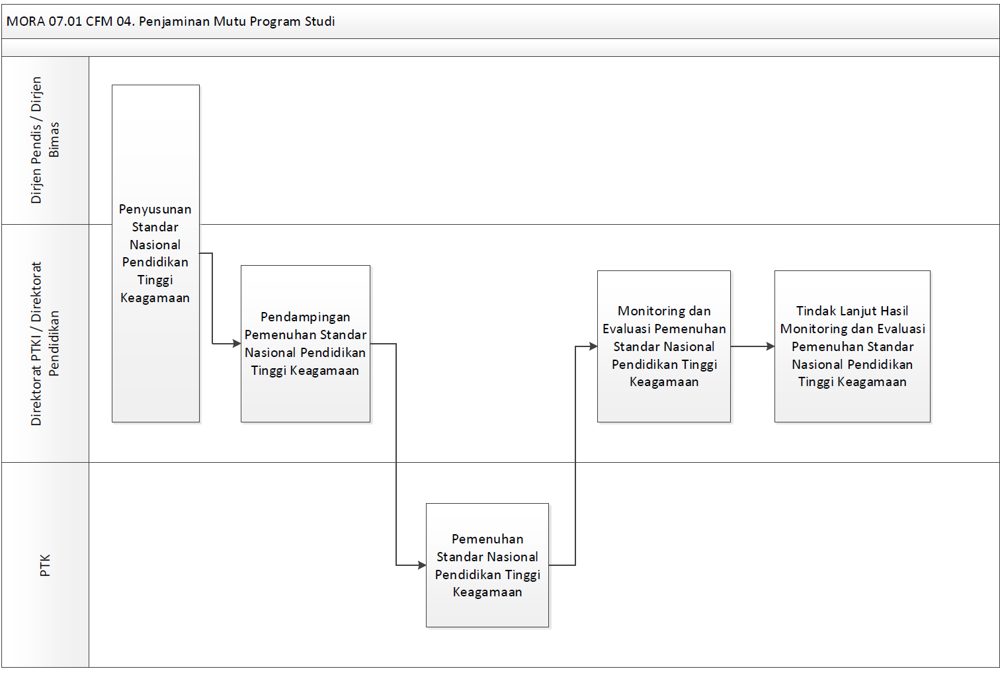 MORA 07.01 CFM 04. Penjaminan Mutu Program Studi
Dirjen Pendis / Dirjen
Bimas
Penyusunan
Standar
Nasional
Pendidikan
Tinggi
Keagamaan
Direktorat PTKI / Direktorat
Pendidikan
Pendampingan
Pemenuhan Standar
Nasional Pendidikan
Tinggi Keagamaan
Monitoring dan
Evaluasi Pemenuhan
Standar Nasional
Pendidikan Tinggi
Keagamaan
Tindak Lanjut Hasil
Monitoring dan Evaluasi
Pemenuhan Standar
Nasional Pendidikan
Tinggi Keagamaan
PTK
Pemenuhan
Standar Nasional
Pendidikan Tinggi
Keagamaan